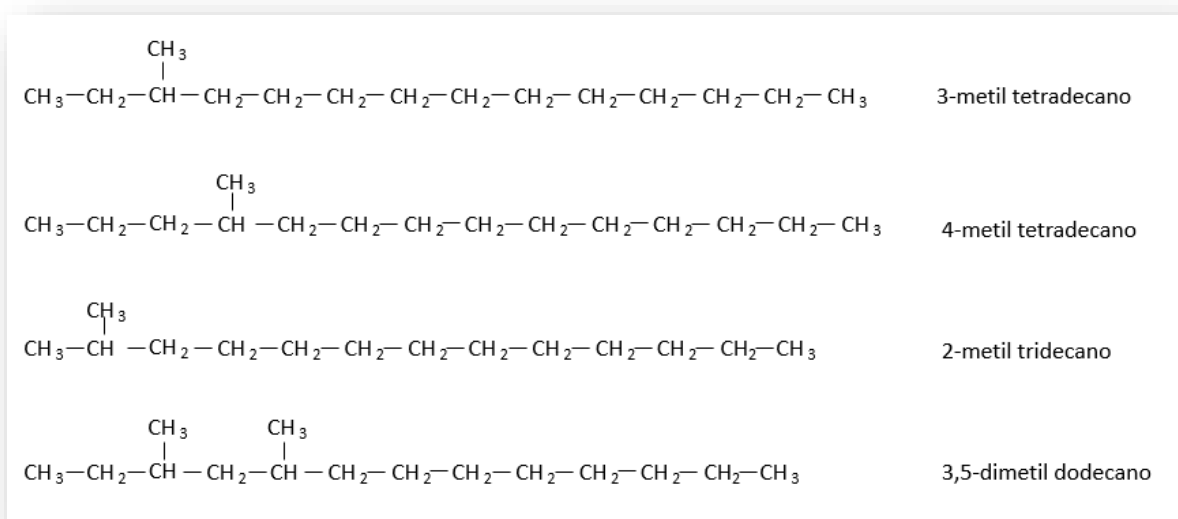 CH₃
CH₃—CH₂—CH—CH₂—CH₂—CH₂—CH₂—CH₂—CH₂—CH₂—CH₂—CH₂—CH₂—CH₃ 3-metil tetradecano
CH₃
CH₃—CH₂—CH₂—CH—CH₂—CH₂—CH₂—CH₂—CH₂—CH₂—CH₂—CH₂—CH₂—CH₃ 4-metil tetradecano
CH₃
CH₃—CH—CH₂—CH₂—CH₂—CH₂—CH₂—CH₂—CH₂—CH₂—CH₂—CH₂—CH₃ 2-metil tridecano
CH₃ CH₃
CH₃—CH₂—CH—CH₂—CH—CH₂—CH₂—CH₂—CH₂—CH₂—CH₂—CH₂—CH₃ 3,5-dimetil dodecano